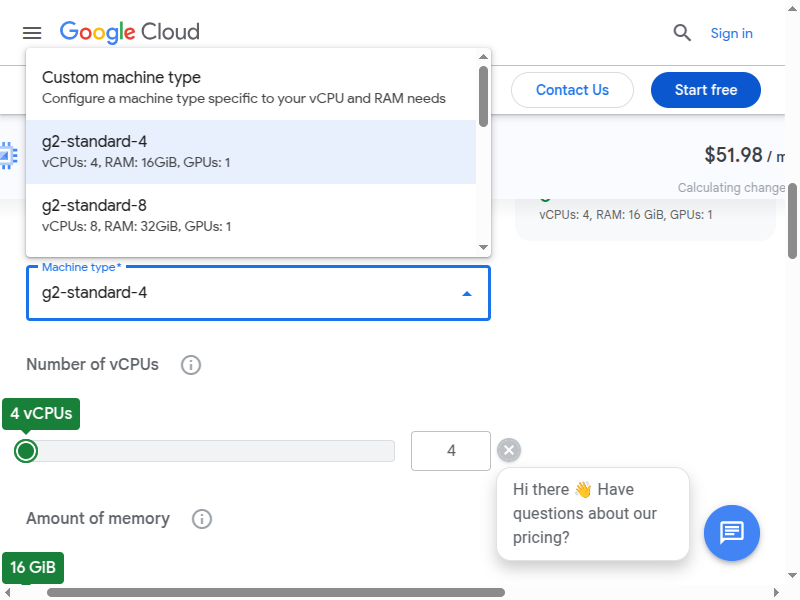 Google Cloud
Sign in
Contact Us
Start free
$51.98 / m
Calculating change
vCPUs: 4, RAM: 16 GiB, GPUs: 1
Custom machine type
Configure a machine type specific to your vCPU and RAM needs
g2-standard-4
vCPUs: 4, RAM: 16GiB, GPUs: 1
g2-standard-8
vCPUs: 8, RAM: 32GiB, GPUs: 1
Machine type*
g2-standard-4
Number of vCPUs
4 vCPUs
4
Hi there 👋 Have
questions about our
pricing?
Amount of memory
16 GiB